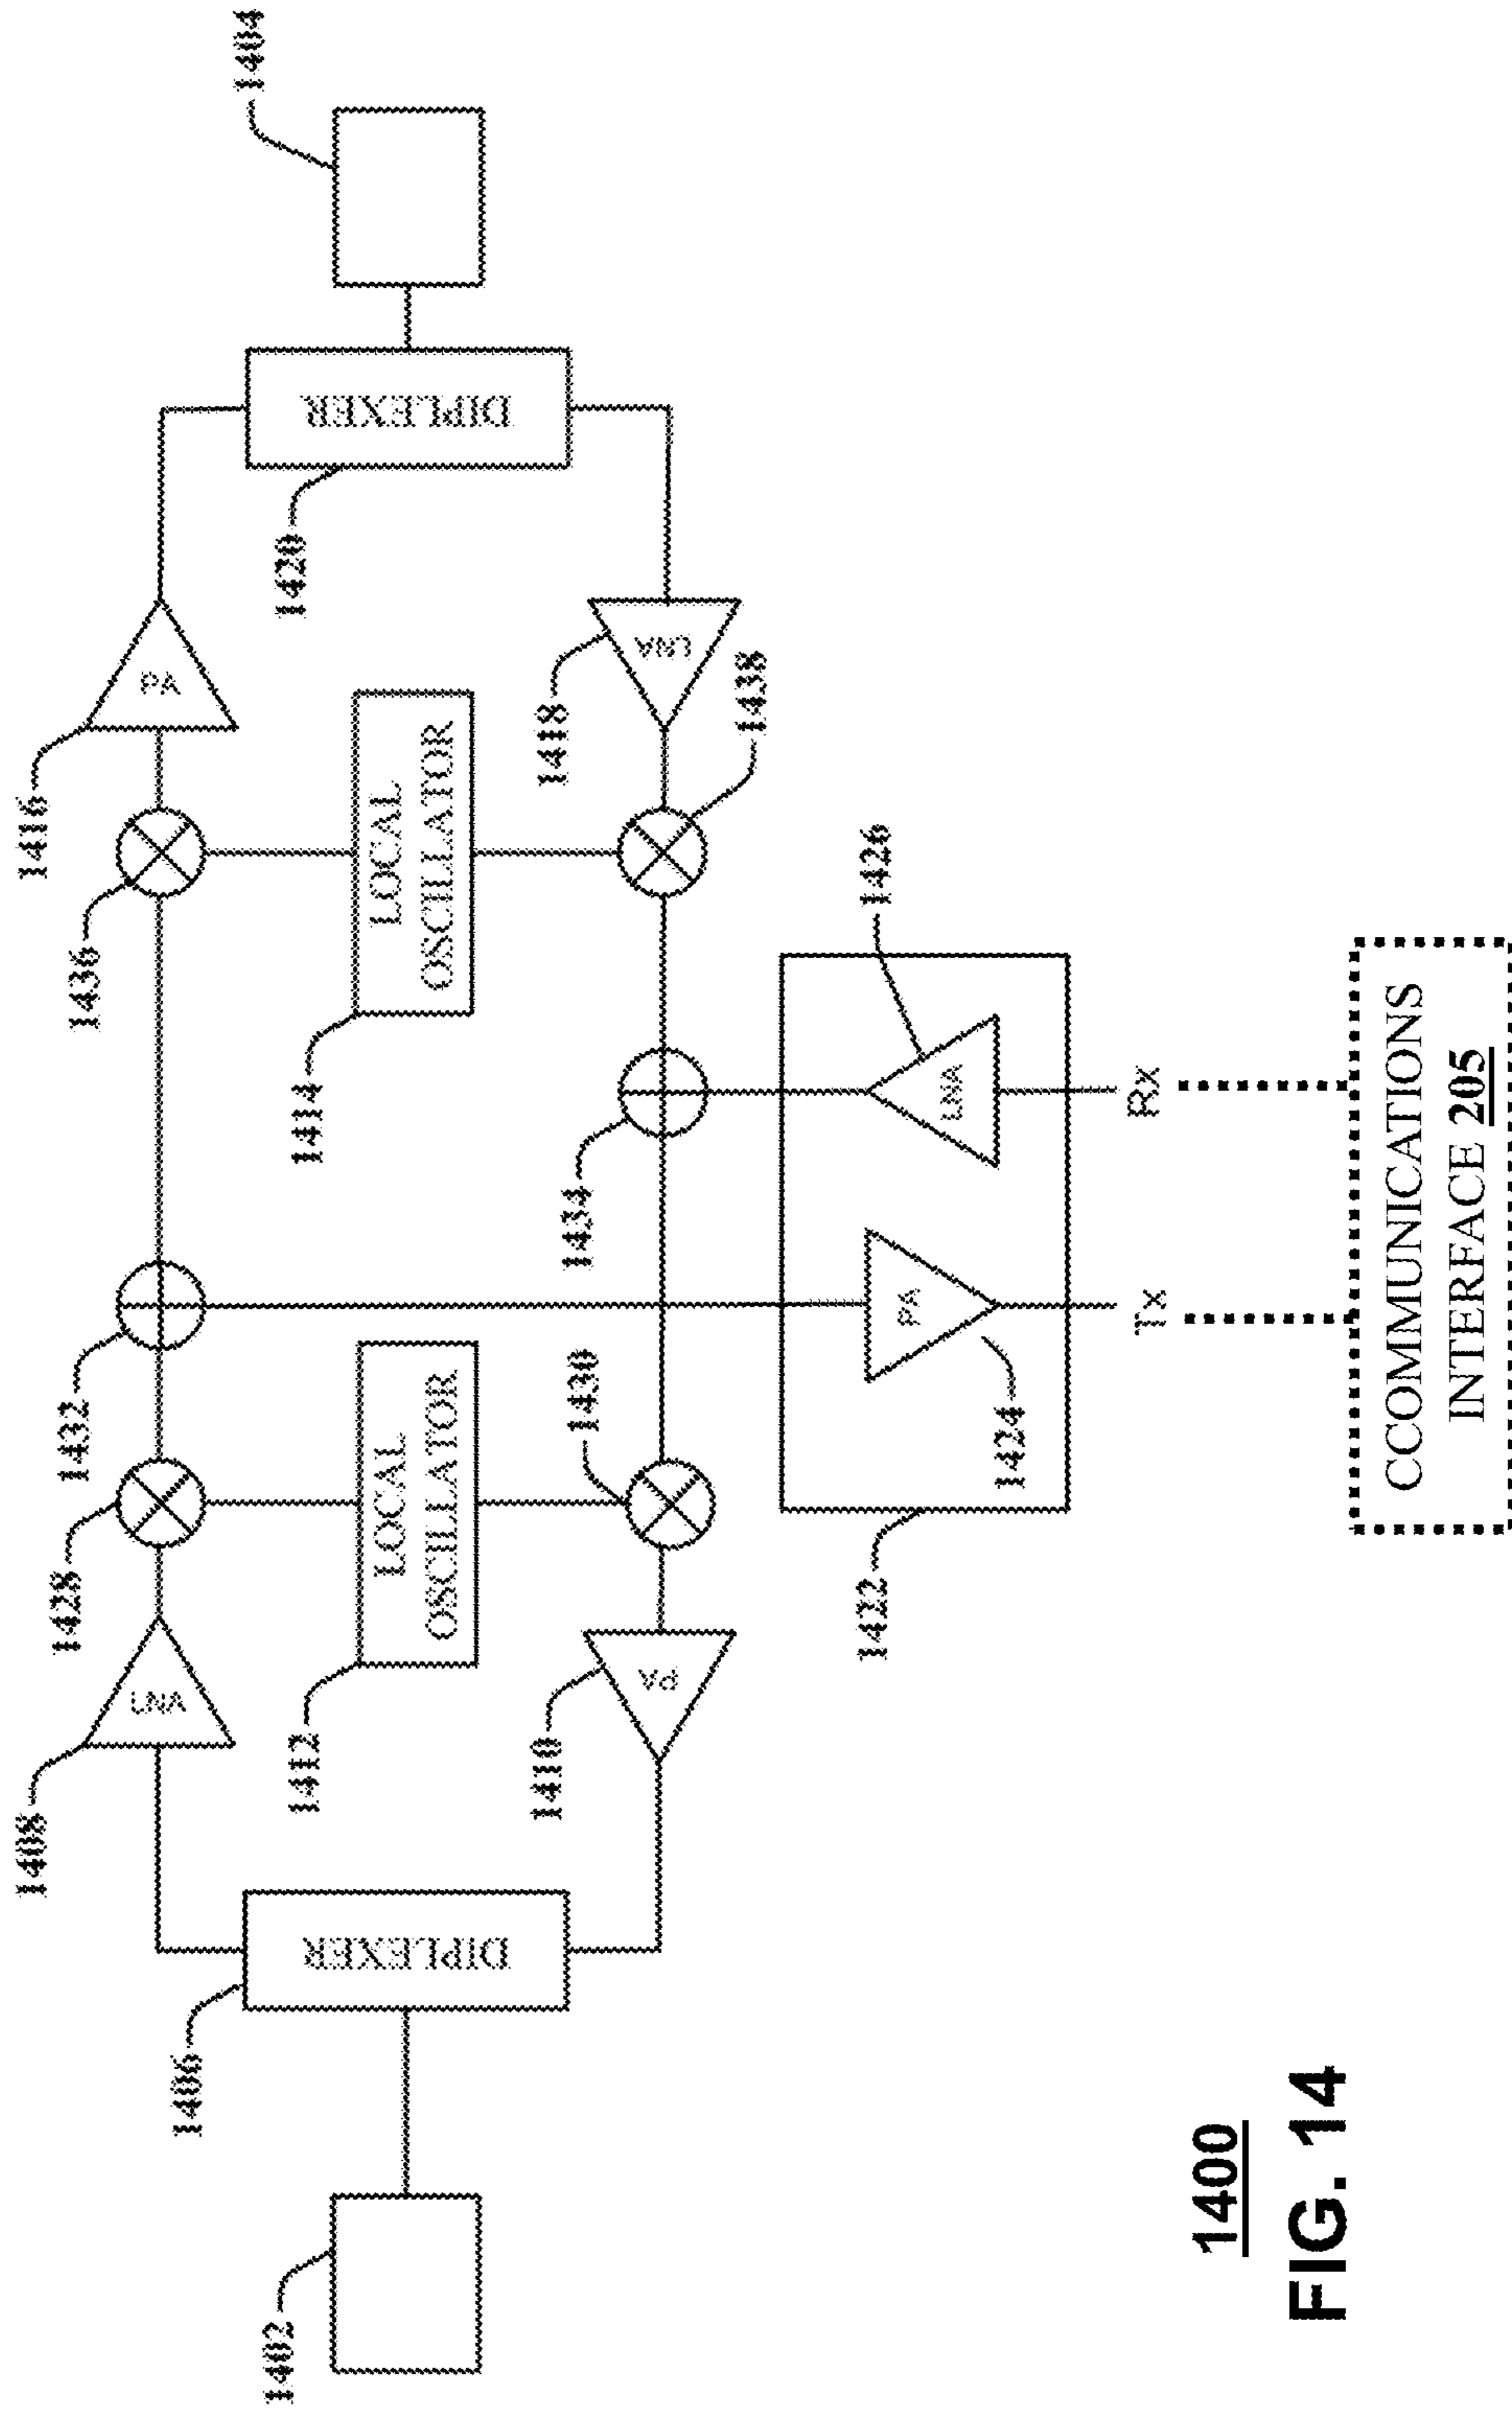 1408
1416
1428
1432
1436
LNA
PA
1406
1402
DIPLEXER
1412
LOCAL
OSCILLATOR
1414
LOCAL
OSCILLATOR
1420
DIPLEXER
1404
1410
PA
1430
1434
1418
LNA
1438
1422
PA
1424
LNA
1426
Tx
Rx
CCOMMUNICATIONS
INTERFACE 205
1400
FIG. 14